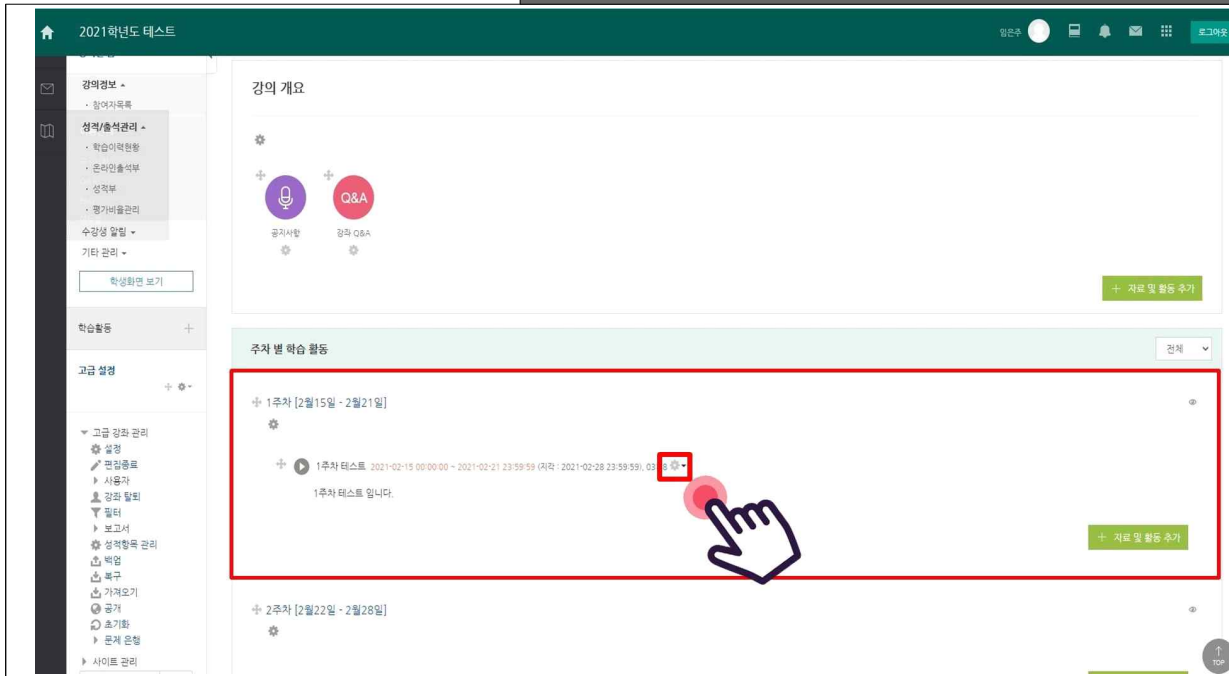 2021학년도 테스트
임은주
로그아웃
강의정보
· 참여자목록
성적/출석관리
· 학습이력현황
· 온라인출석부
· 성적부
· 평가비율관리
수강생 알림
기타 관리
학생화면 보기
학습활동
고급 설정
고급 강좌 관리
설정
편집종료
사용자
강좌 탈퇴
필터
보고서
성적항목 관리
백업
복구
가져오기
공개
초기화
문제 은행
사이트 관리
강의 개요
Q&A
공지사항
강좌 Q&A
+ 자료 및 활동 추가
주차 별 학습 활동
전체
1주차 [2월15일 - 2월21일]
1주차 테스트 2021-02-15 00:00:00 ~ 2021-02-21 23:59:59 (지각 : 2021-02-28 23:59:59),
1주차 테스트 입니다.
+ 자료 및 활동 추가
2주차 [2월22일 - 2월28일]
TOP